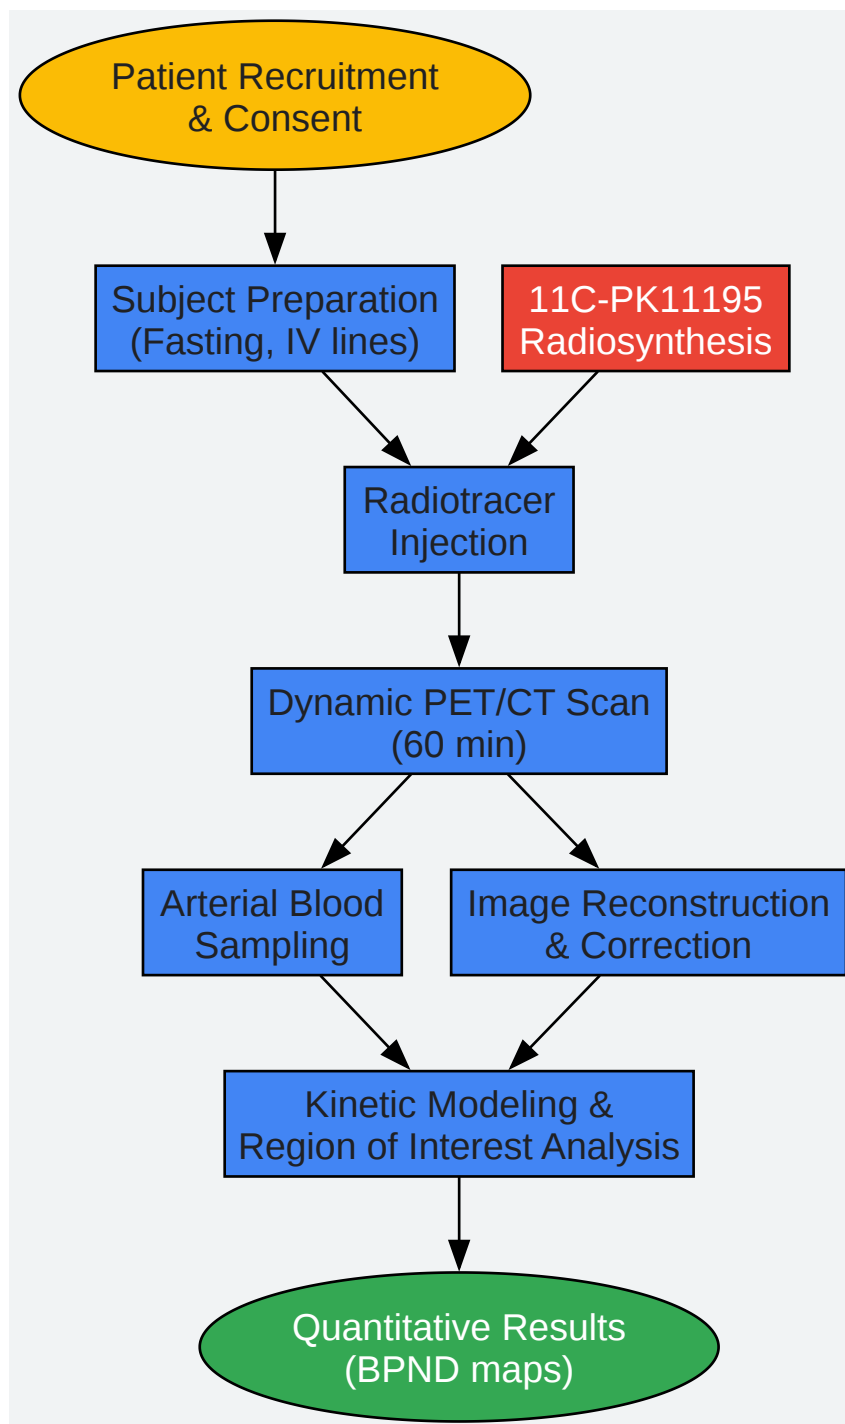 Patient Recruitment
& Consent
Subject Preparation
(Fasting, IV lines)
11C-PK11195
Radiosynthesis
Radiotracer
Injection
Dynamic PET/CT Scan
(60 min)
Arterial Blood
Sampling
Image Reconstruction
& Correction
Kinetic Modeling &
Region of Interest Analysis
Quantitative Results
(BPND maps)